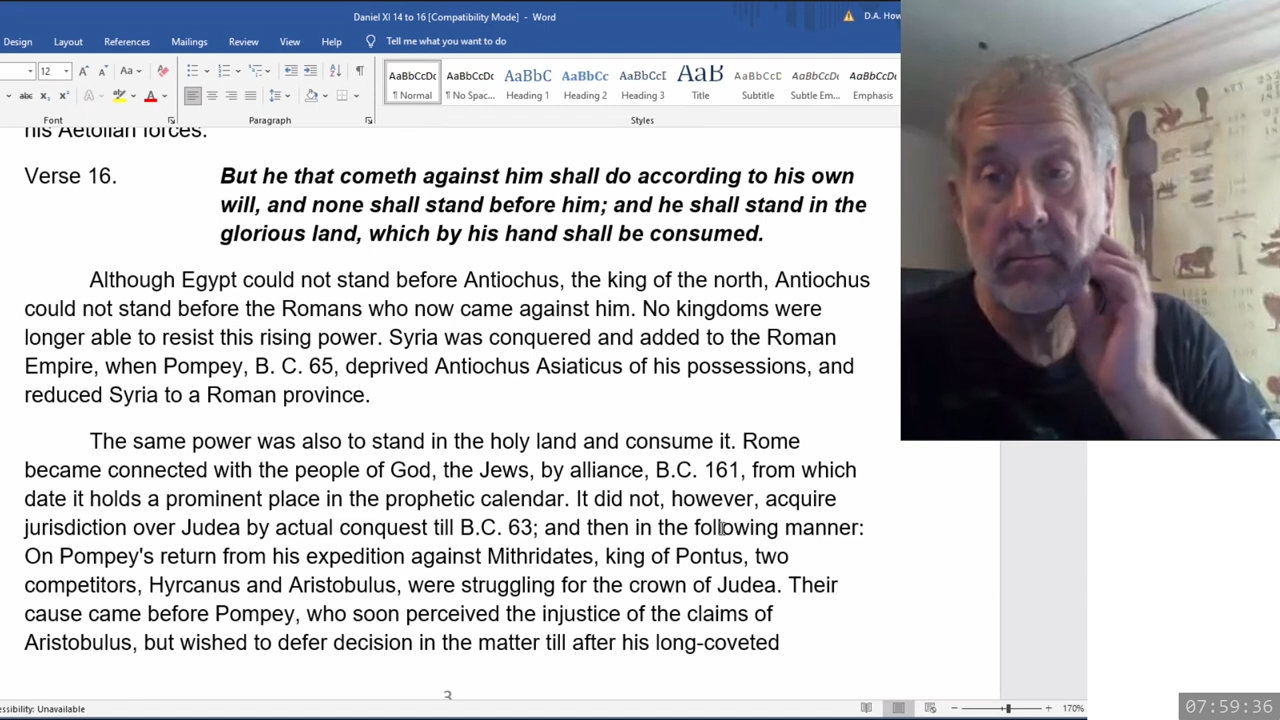 Daniel XI 14 to 16 [Compatibility Mode] - Word
D.A. How
Design Layout References Mailings Review View Help Tell me what you want to do
12
Aa
abc x₂ x²
A
Font
Paragraph
AaBbCcDc AaBbCcDc AaBbC AaBbCc AaBbCcI AaB AaBbCcD AaBbCcDc AaBbCcDc
¶ Normal ¶ No Spac... Heading 1 Heading 2 Heading 3 Title Subtitle Subtle Em... Emphasis
Styles
his Aetolian forces.
Verse 16. But he that cometh against him shall do according to his own
will, and none shall stand before him; and he shall stand in the
glorious land, which by his hand shall be consumed.
Although Egypt could not stand before Antiochus, the king of the north, Antiochus
could not stand before the Romans who now came against him. No kingdoms were
longer able to resist this rising power. Syria was conquered and added to the Roman
Empire, when Pompey, B. C. 65, deprived Antiochus Asiaticus of his possessions, and
reduced Syria to a Roman province.
The same power was also to stand in the holy land and consume it. Rome
became connected with the people of God, the Jews, by alliance, B.C. 161, from which
date it holds a prominent place in the prophetic calendar. It did not, however, acquire
jurisdiction over Judea by actual conquest till B.C. 63; and then in the following manner:
On Pompey's return from his expedition against Mithridates, king of Pontus, two
competitors, Hyrcanus and Aristobulus, were struggling for the crown of Judea. Their
cause came before Pompey, who soon perceived the injustice of the claims of
Aristobulus, but wished to defer decision in the matter till after his long-coveted
3
ssibility: Unavailable
170%
07:59:36